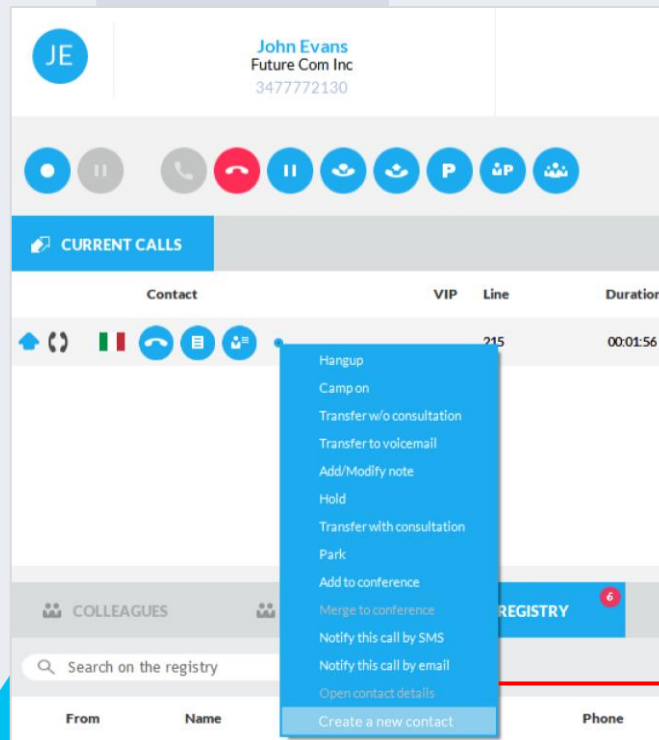 JE
John Evans
Future Com Inc
3477772130
P
P
CURRENT CALLS
Contact VIP Line Duration
215 00:01:56
Hangup
Camp on
Transfer w/o consultation
Transfer to voicemail
Add/Modify note
Hold
Transfer with consultation
Park
Add to conference
Merge to conference
Notify this call by SMS
Notify this call by email
Open contact details
Create a new contact
COLLEAGUES
REGISTRY
6
Search on the registry
From Name Phone